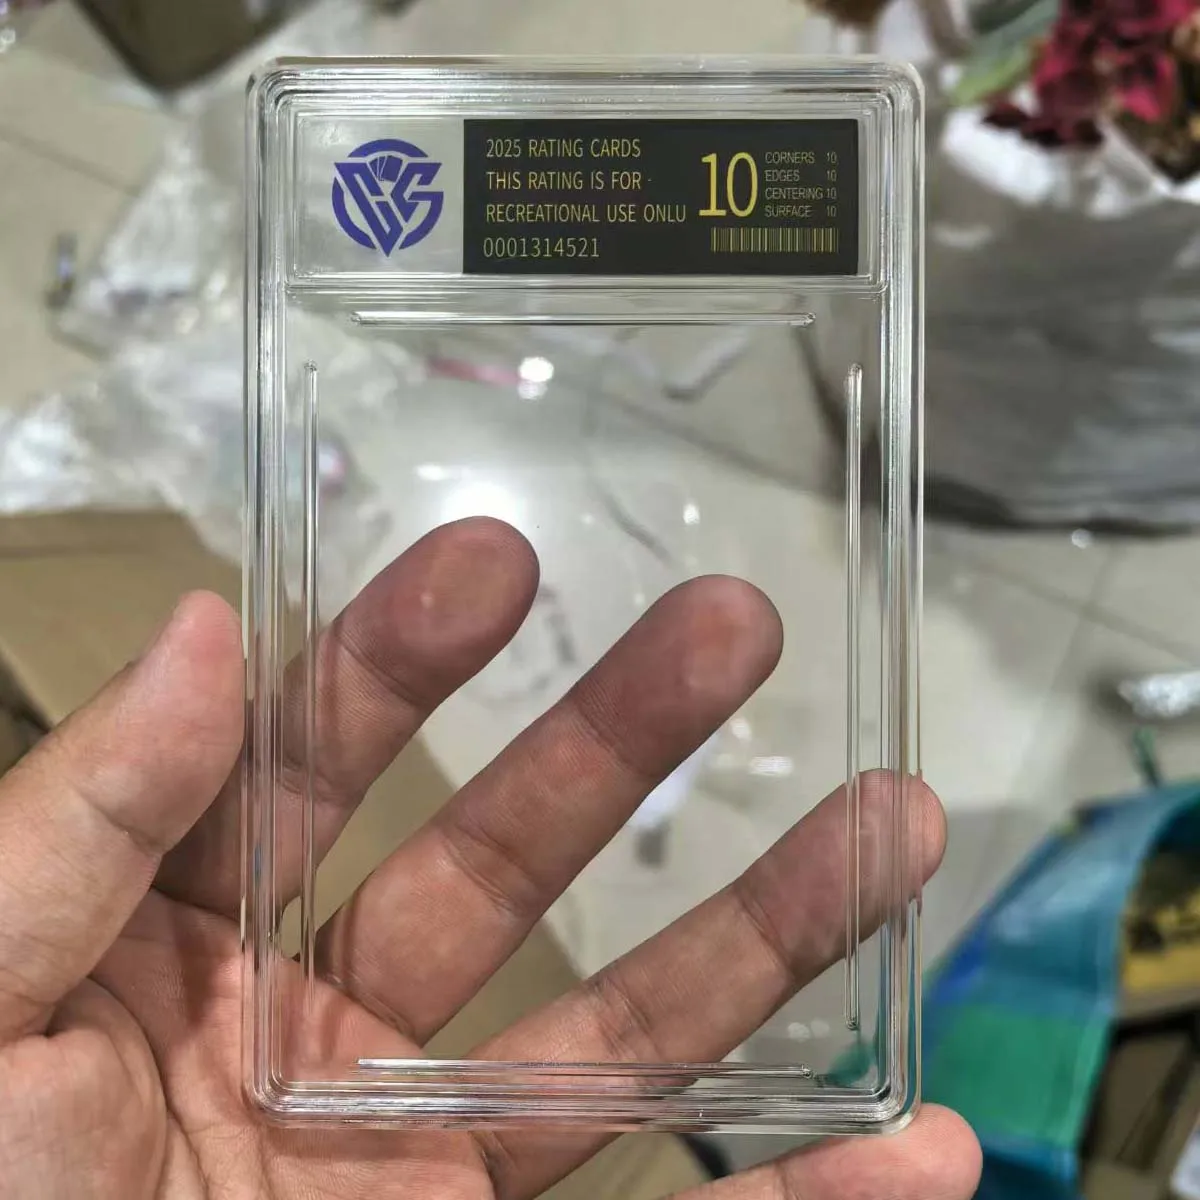 CS
2025 RATING CARDS
THIS RATING IS FOR -
RECREATIONAL USE ONLU
0001314521
10
CORNERS 10
EDGES 10
CENTERING 10
SURFACE 10